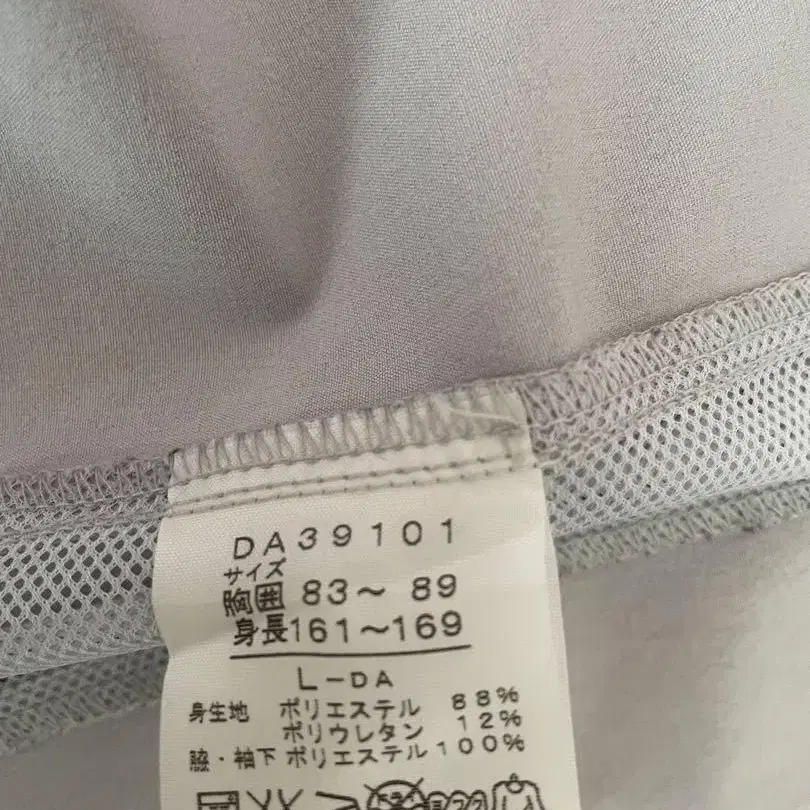 DA39101
サイズ
胸囲 83～ 89
身長161～169
L-DA
身生地 ポリエステル 88%
ポリウレタン 12%
脇・袖下 ポリエステル100%